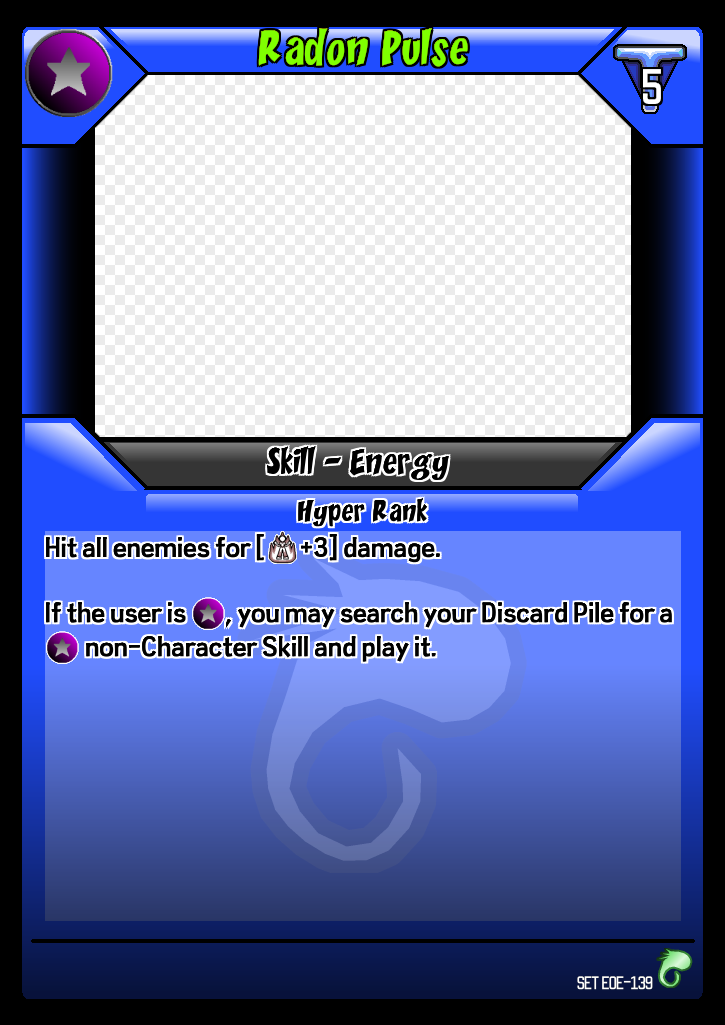 Radon Pulse
5
Skill - Energy
Hyper Rank
Hit all enemies for [ +3] damage.
If the user is , you may search your Discard Pile for a
non-Character Skill and play it.
SET EOE-139